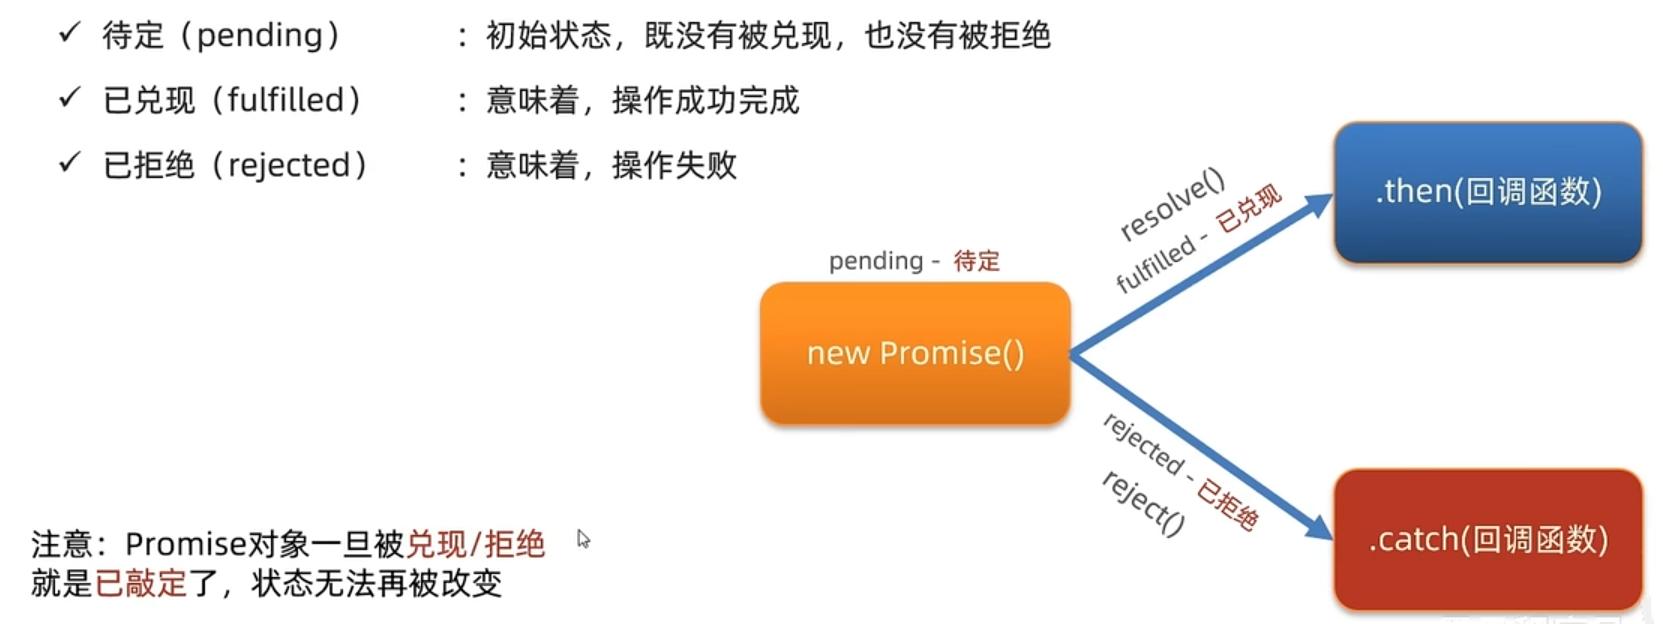 ✓ 待定（pending） ：初始状态，既没有被兑现，也没有被拒绝
✓ 已兑现（fulfilled） ：意味着，操作成功完成
✓ 已拒绝（rejected） ：意味着，操作失败
resolve()
fulfilled - 已兑现
.then(回调函数)
pending - 待定
new Promise()
rejected - 已拒绝
reject()
.catch(回调函数)
注意：Promise对象一旦被兑现/拒绝
就是已敲定了，状态无法再被改变